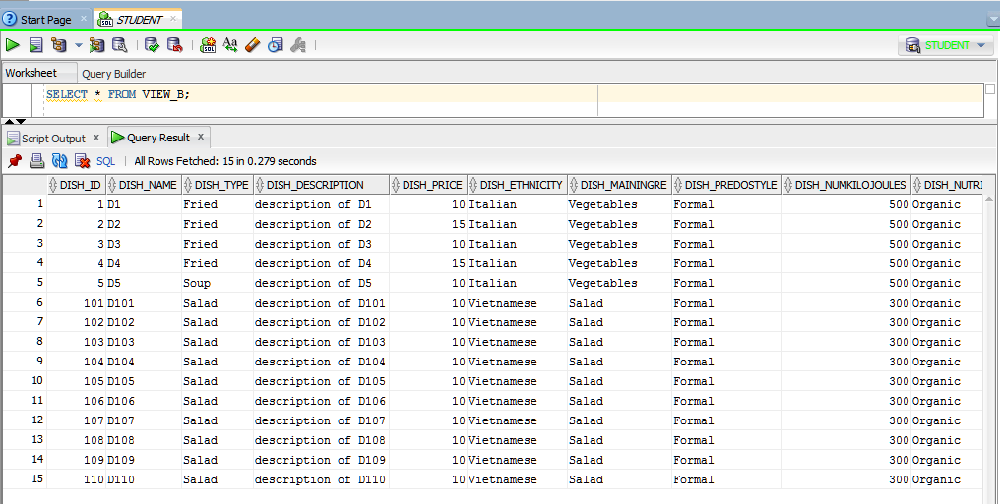 Start Page × STUDENT ×
STUDENT
Worksheet Query Builder
SELECT * FROM VIEW_B;
Script Output x Query Result x
SQL | All Rows Fetched: 15 in 0.279 seconds
DISH_ID DISH_NAME DISH_TYPE DISH_DESCRIPTION DISH_PRICE DISH_ETHNICITY DISH_MAININGRE DISH_PREDOSTYLE DISH_NUMKILOJOULES DISH_NUTRI
1 1 D1 Fried description of D1 10 Italian Vegetables Formal 500 Organic
2 2 D2 Fried description of D2 15 Italian Vegetables Formal 500 Organic
3 3 D3 Fried description of D3 10 Italian Vegetables Formal 500 Organic
4 4 D4 Fried description of D4 15 Italian Vegetables Formal 500 Organic
5 5 D5 Soup description of D5 10 Italian Vegetables Formal 500 Organic
6 101 D101 Salad description of D101 10 Vietnamese Salad Formal 300 Organic
7 102 D102 Salad description of D102 10 Vietnamese Salad Formal 300 Organic
8 103 D103 Salad description of D103 10 Vietnamese Salad Formal 300 Organic
9 104 D104 Salad description of D104 10 Vietnamese Salad Formal 300 Organic
10 105 D105 Salad description of D105 10 Vietnamese Salad Formal 300 Organic
11 106 D106 Salad description of D106 10 Vietnamese Salad Formal 300 Organic
12 107 D107 Salad description of D107 10 Vietnamese Salad Formal 300 Organic
13 108 D108 Salad description of D108 10 Vietnamese Salad Formal 300 Organic
14 109 D109 Salad description of D109 10 Vietnamese Salad Formal 300 Organic
15 110 D110 Salad description of D110 10 Vietnamese Salad Formal 300 Organic